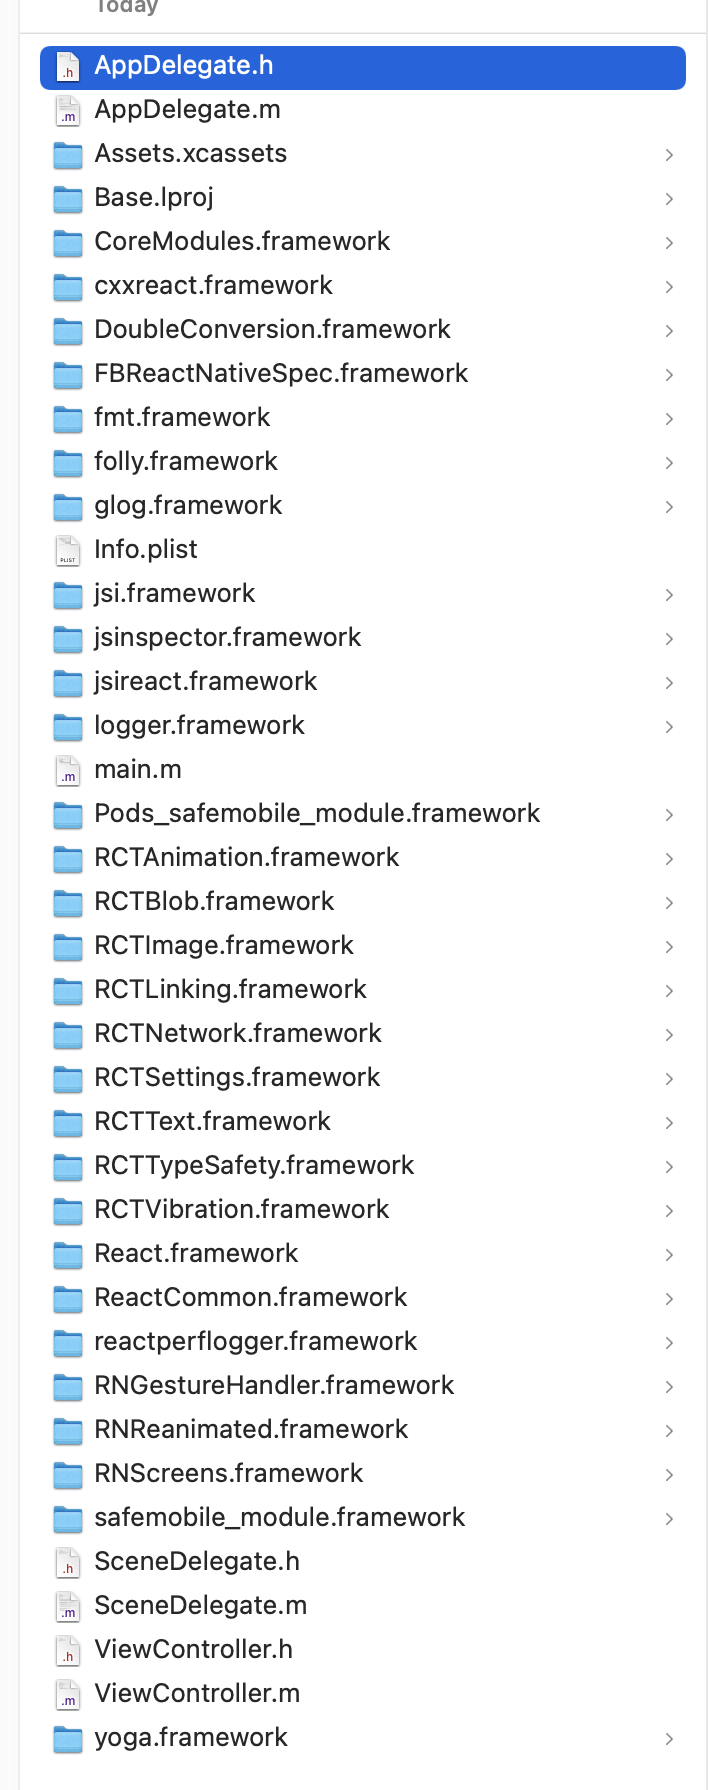 Today
AppDelegate.h
AppDelegate.m
Assets.xcassets
Base.lproj
CoreModules.framework
cxxreact.framework
DoubleConversion.framework
FBReactNativeSpec.framework
fmt.framework
folly.framework
glog.framework
Info.plist
jsi.framework
jsinspector.framework
jsireact.framework
logger.framework
main.m
Pods_safemobile_module.framework
RCTAnimation.framework
RCTBlob.framework
RCTImage.framework
RCTLinking.framework
RCTNetwork.framework
RCTSettings.framework
RCTText.framework
RCTTypeSafety.framework
RCTVibration.framework
React.framework
ReactCommon.framework
reactperflogger.framework
RNGestureHandler.framework
RNReanimated.framework
RNScreens.framework
safemobile_module.framework
SceneDelegate.h
SceneDelegate.m
ViewController.h
ViewController.m
yoga.framework